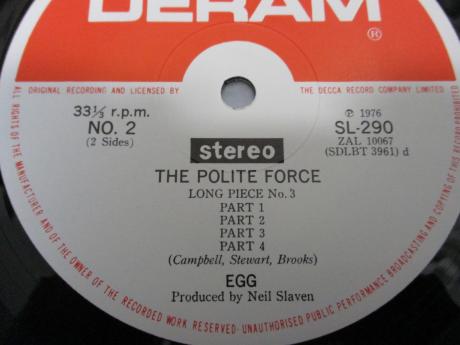 DERAM
®
ORIGINAL RECORDING AND LICENSED BY THE DECCA RECORD COMPANY LIMITED
33⅓ r.p.m.
NO. 2
(2 Sides)
℗ 1976
SL-290
ZAL 10067
(SDLBT 3961) d
stereo
THE POLITE FORCE
LONG PIECE No.3
PART 1
PART 2
PART 3
PART 4
(Campbell, Stewart, Brooks)
EGG
Produced by Neil Slaven
ALL RIGHTS OF THE MANUFACTURER AND OF THE OWNER OF THE RECORDED WORK RESERVED·UNAUTHORISED PUBLIC PERFORMANCE BROADCASTING AND COPYING OF THIS RECORD PROHIBITED